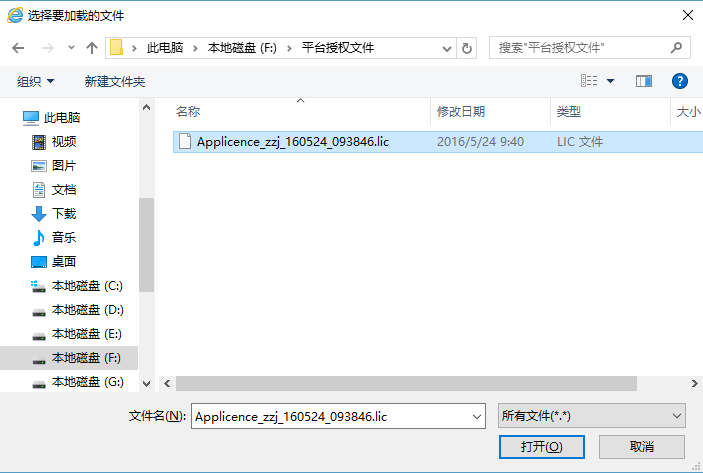 选择要加载的文件
此电脑 本地磁盘 (F:) 平台授权文件 搜索"平台授权文件"
组织 新建文件夹
名称 修改日期 类型 大小
Applicence_zzj_160524_093846.lic 2016/5/24 9:40 LIC 文件
此电脑
视频
图片
文档
下载
音乐
桌面
本地磁盘 (C:)
本地磁盘 (D:)
本地磁盘 (E:)
本地磁盘 (F:)
本地磁盘 (G:)
文件名(N): Applicence_zzj_160524_093846.lic 所有文件(*.*)
打开(O) 取消